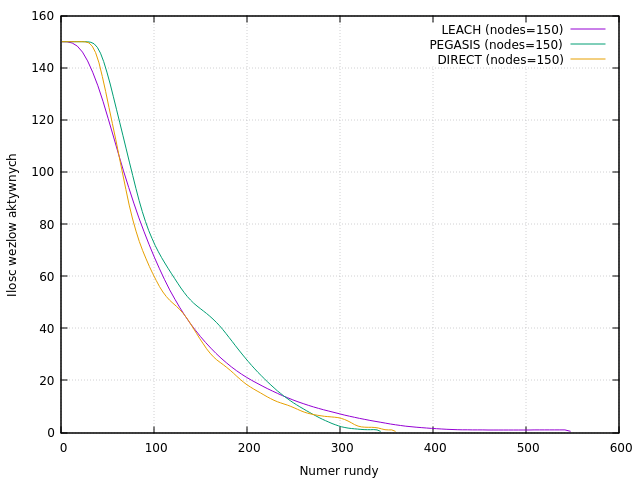 160
140
120
100
80
60
40
20
0
0 100 200 300 400 500 600
Ilosc wezlow aktywnych
Numer rundy
LEACH (nodes=150)
PEGASIS (nodes=150)
DIRECT (nodes=150)